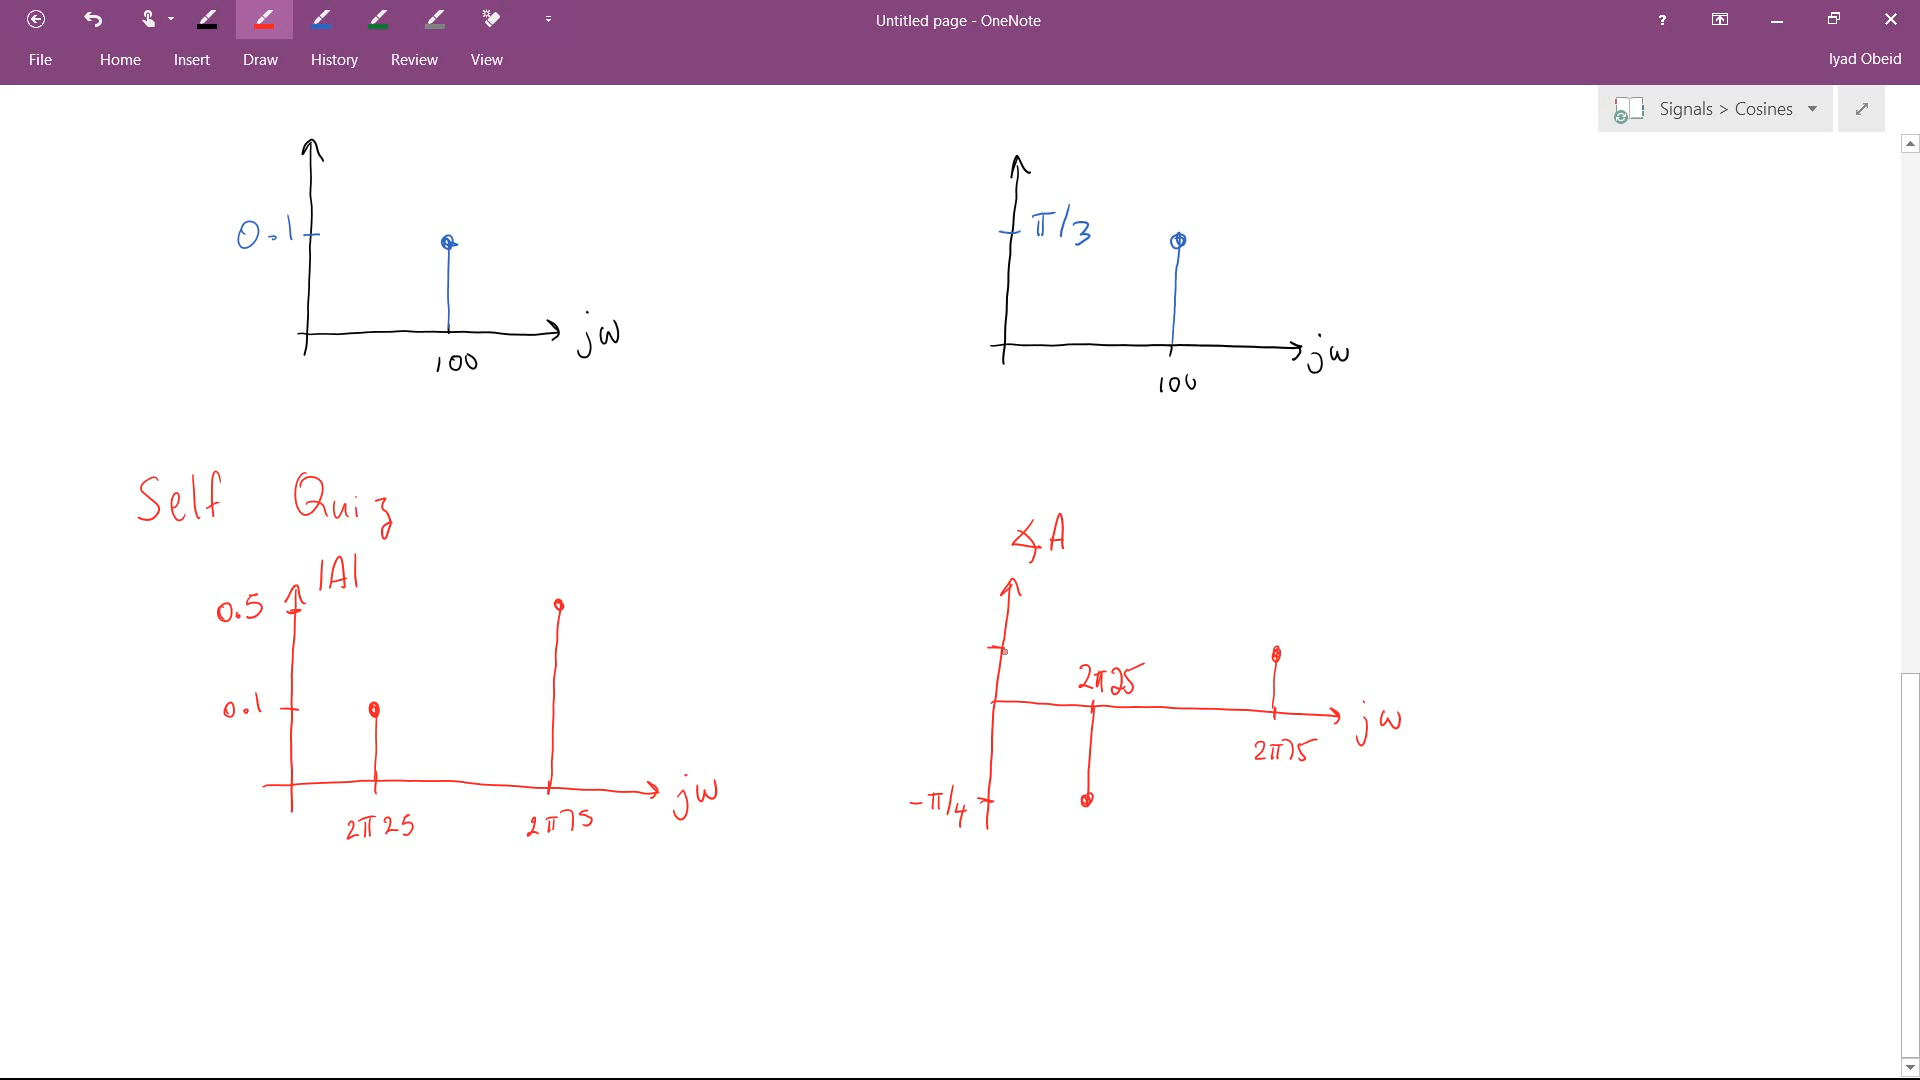 Untitled page - OneNote
?
File Home Insert Draw History Review View
Iyad Obeid
Signals > Cosines
0.1
jω
100
π/3
jω
100
Self Quiz
|A|
0.5
0.1
jω
2π25
2π75
∡A
2π25
jω
2π75
-π/4